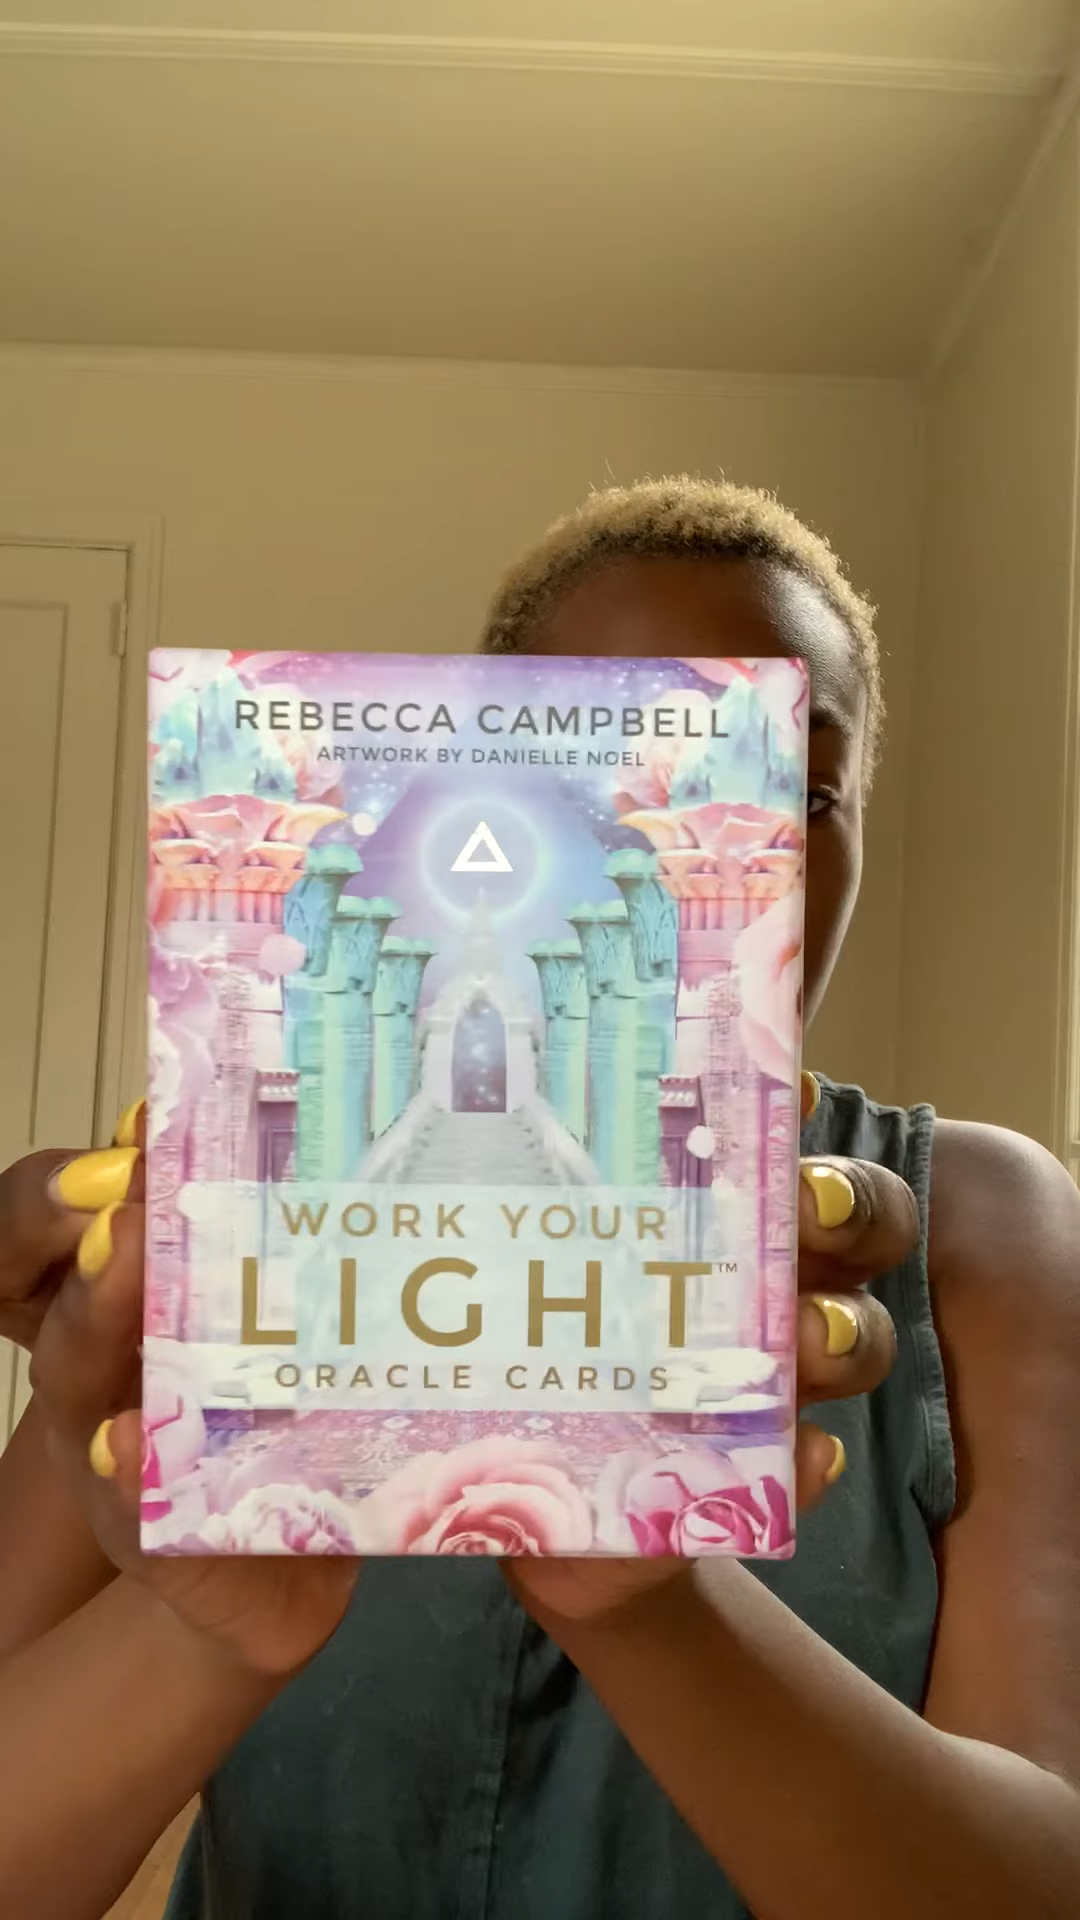 REBECCA CAMPBELL
ARTWORK BY DANIELLE NOEL
WORK YOUR
LIGHT™
ORACLE CARDS